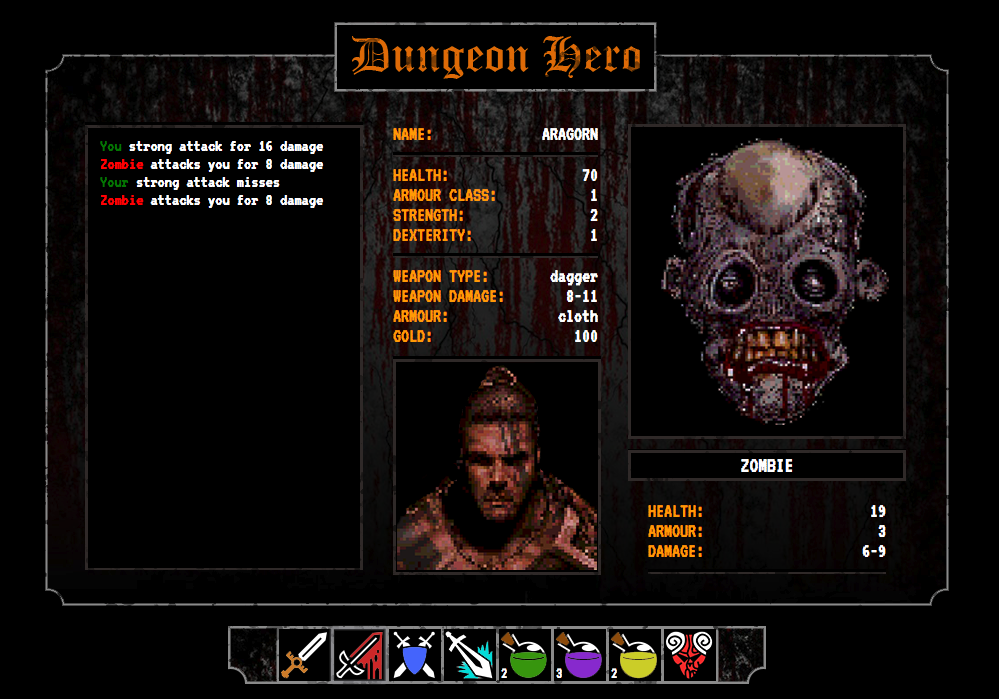 Dungeon Hero
You strong attack for 16 damage
Zombie attacks you for 8 damage
Your strong attack misses
Zombie attacks you for 8 damage
NAME: ARAGORN
HEALTH: 70
ARMOUR CLASS: 1
STRENGTH: 2
DEXTERITY: 1
WEAPON TYPE: dagger
WEAPON DAMAGE: 8-11
ARMOUR: cloth
GOLD: 100
ZOMBIE
HEALTH: 19
ARMOUR: 3
DAMAGE: 6-9
2 3 2